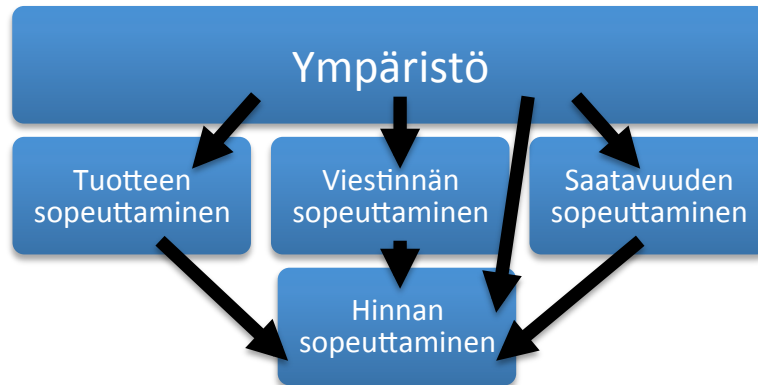 Ympäristö
Tuotteen
sopeuttaminen
Viestinnän
sopeuttaminen
Saatavuuden
sopeuttaminen
Hinnan
sopeuttaminen